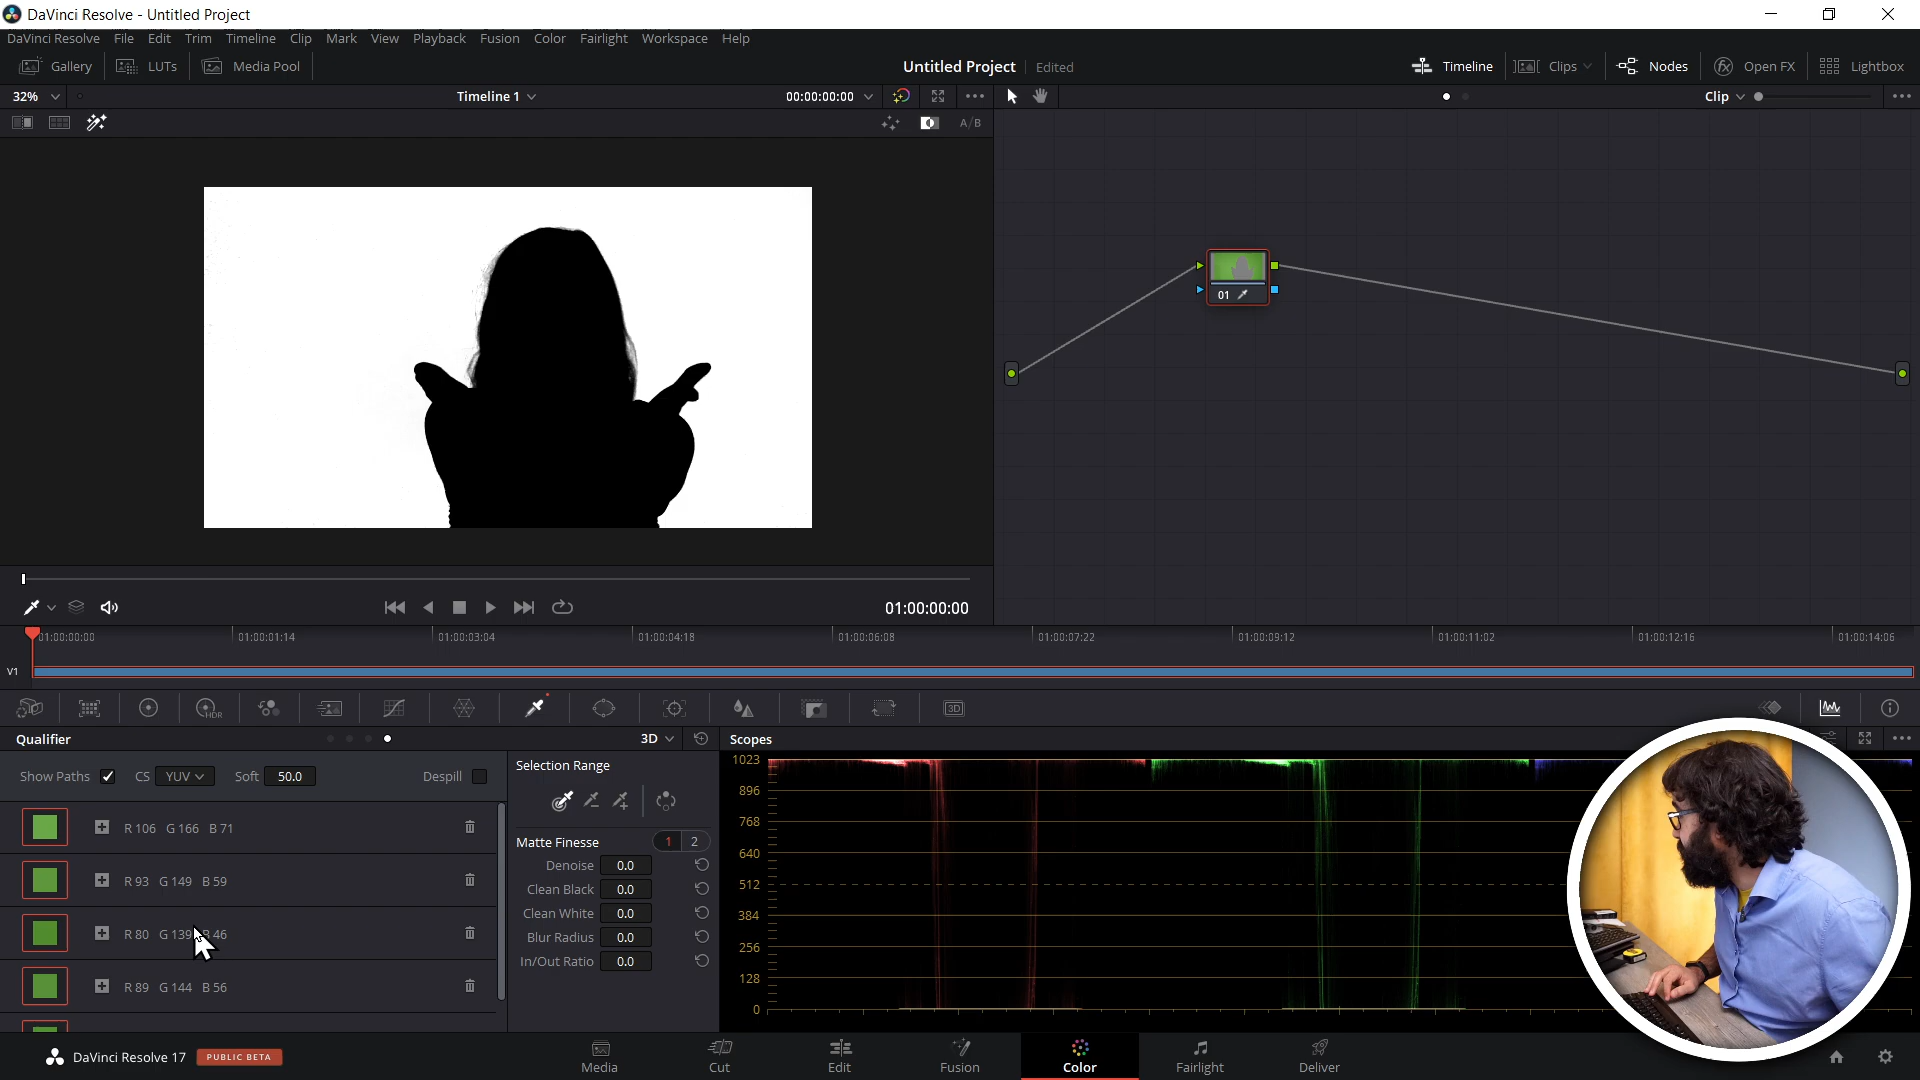 DaVinci Resolve - Untitled Project
DaVinci Resolve File Edit Trim Timeline Clip Mark View Playback Fusion Color Fairlight Workspace Help
Gallery LUTs Media Pool Untitled Project Edited Timeline Clips Nodes Open FX Lightbox
32% Timeline 1 00:00:00:00 Clip
A/B
01
01:00:00:00
01:00:00:00 01:00:01:14 01:00:03:04 01:00:04:18 01:00:06:08 01:00:07:22 01:00:09:12 01:00:11:02 01:00:12:16 01:00:14:06
V1
HDR 3D
Qualifier 3D Scopes
Show Paths CS YUV Soft 50.0 Despill
R 106 G 166 B 71
R 93 G 149 B 59
R 80 G 139 B 46
R 89 G 144 B 56
Selection Range
Matte Finesse 1 2
Denoise 0.0
Clean Black 0.0
Clean White 0.0
Blur Radius 0.0
In/Out Ratio 0.0
1023
896
768
640
512
384
256
128
0
DaVinci Resolve 17 PUBLIC BETA
Media Cut Edit Fusion Color Fairlight Deliver